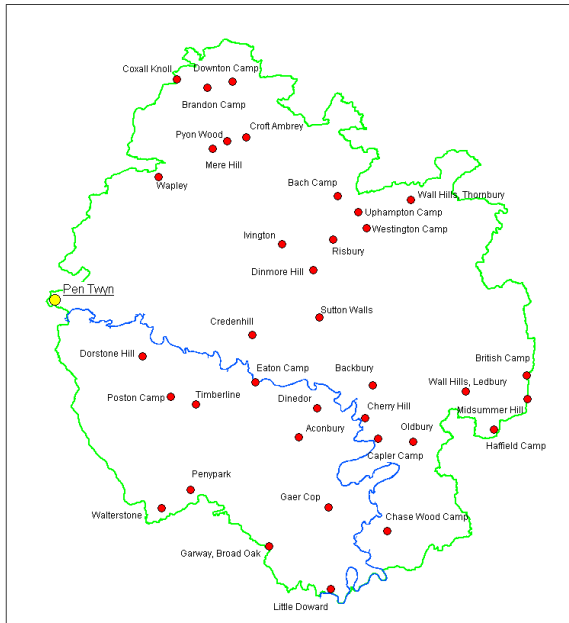 Coxall Knoll
Downton Camp
Brandon Camp
Pyon Wood
Croft Ambrey
Mere Hill
Wapley
Bach Camp
Wall Hills, Thornbury
Uphampton Camp
Westington Camp
Ivington
Risbury
Dinmore Hill
Pen Twyn
Sutton Walls
Credenhill
Dorstone Hill
British Camp
Eaton Camp
Backbury
Wall Hills, Ledbury
Poston Camp
Timberline
Dinedor
Cherry Hill
Midsummer Hill
Aconbury
Oldbury
Haffield Camp
Capler Camp
Penypark
Walterstone
Gaer Cop
Chase Wood Camp
Garway, Broad Oak
Little Doward